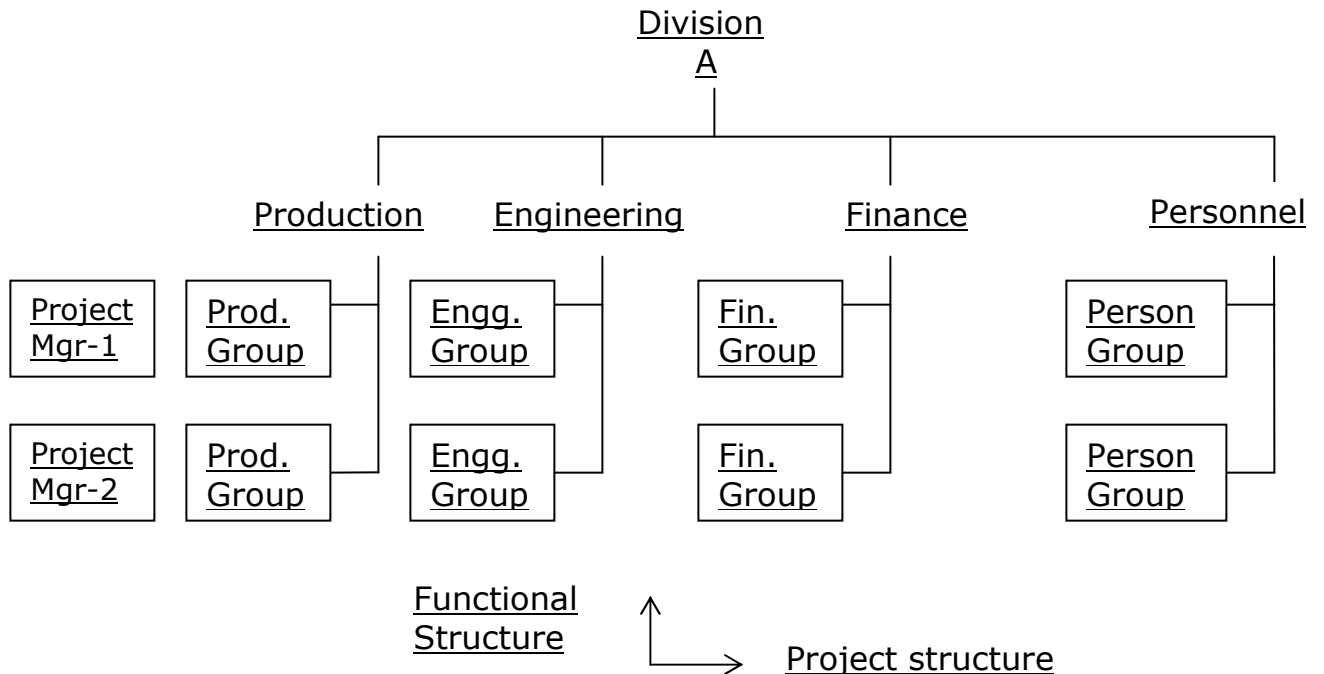 Division
A
Production
Engineering
Finance
Personnel
Project
Mgr-1
Prod.
Group
Engg.
Group
Fin.
Group
Person
Group
Project
Mgr-2
Prod.
Group
Engg.
Group
Fin.
Group
Person
Group
Functional
Structure
Project structure